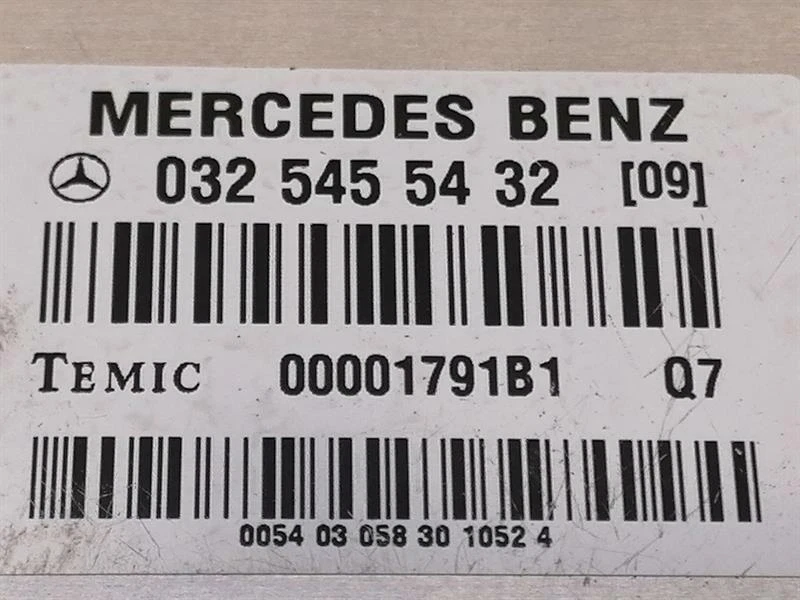 MERCEDES BENZ
032 545 54 32 [09]
TEMIC 00001791B1 Q7
0054 03 058 30 1052 4